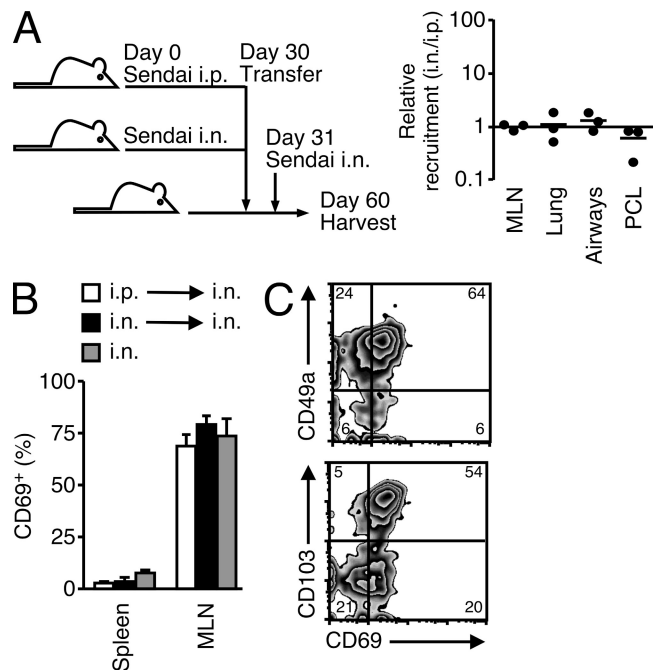 A
Day 0
Sendai i.p.
Day 30
Transfer
Sendai i.n.
Day 31
Sendai i.n.
Day 60
Harvest
Relative
recruitment (i.n./i.p.)
100
10
1
0.1
MLN
Lung
Airways
PCL
B
i.p. i.n.
i.n. i.n.
i.n.
CD69+ (%)
100
75
50
25
0
Spleen
MLN
C
CD49a
24 64
6 6
CD103
5 54
21 20
CD69